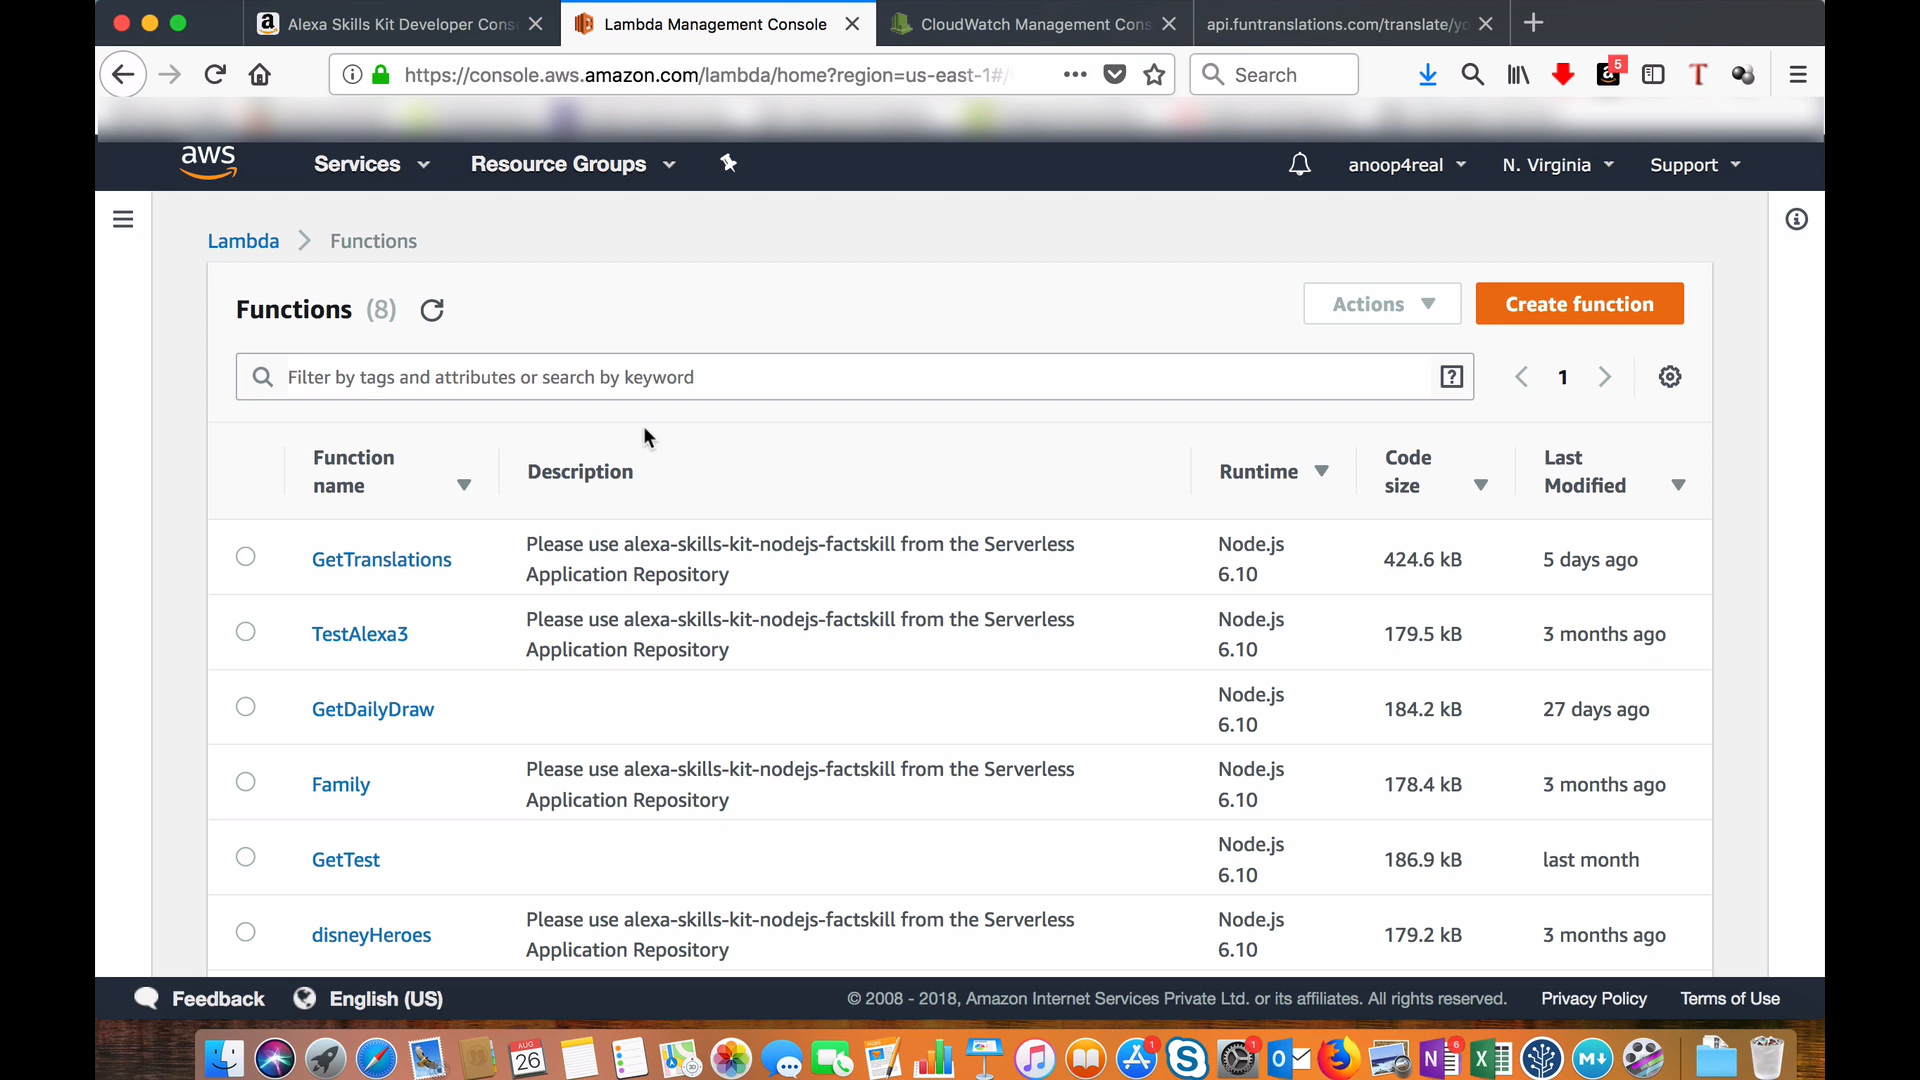 Alexa Skills Kit Developer Cons
Lambda Management Console
CloudWatch Management Cons
api.funtranslations.com/translate/yo
https://console.aws.amazon.com/lambda/home?region=us-east-1#/
Search
5
aws
Services
Resource Groups
anoop4real
N. Virginia
Support
Lambda
Functions
Functions (8)
Actions
Create function
Filter by tags and attributes or search by keyword
1
Function
name
Description
Runtime
Code
size
Last
Modified
GetTranslations
Please use alexa-skills-kit-nodejs-factskill from the Serverless
Application Repository
Node.js
6.10
424.6 kB
5 days ago
TestAlexa3
Please use alexa-skills-kit-nodejs-factskill from the Serverless
Application Repository
Node.js
6.10
179.5 kB
3 months ago
GetDailyDraw
Node.js
6.10
184.2 kB
27 days ago
Family
Please use alexa-skills-kit-nodejs-factskill from the Serverless
Application Repository
Node.js
6.10
178.4 kB
3 months ago
GetTest
Node.js
6.10
186.9 kB
last month
disneyHeroes
Please use alexa-skills-kit-nodejs-factskill from the Serverless
Application Repository
Node.js
6.10
179.2 kB
3 months ago
Feedback
English (US)
© 2008 - 2018, Amazon Internet Services Private Ltd. or its affiliates. All rights reserved.
Privacy Policy
Terms of Use
AUG
26
1
1
6